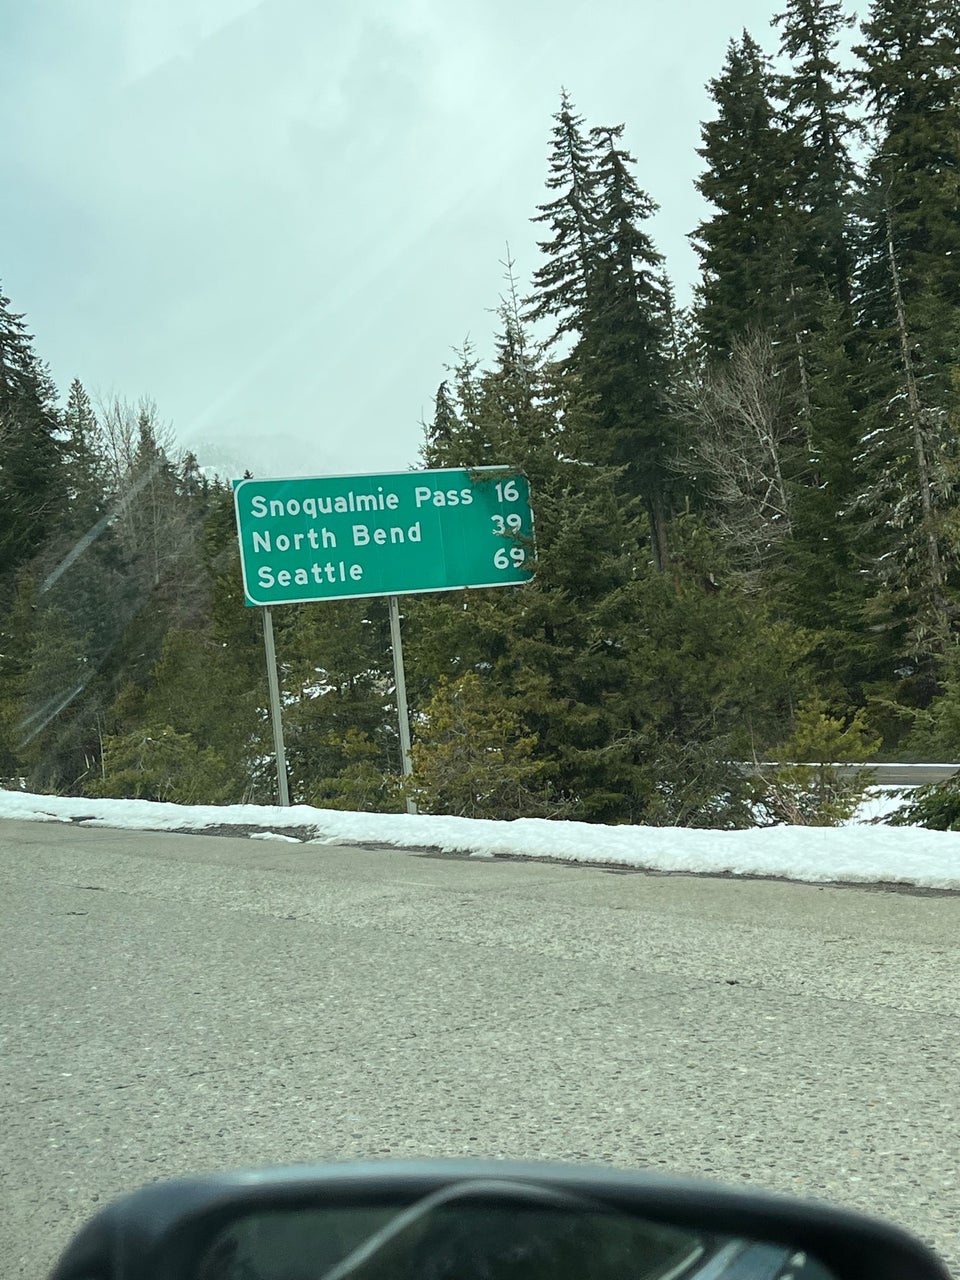 Snoqualmie Pass 16
North Bend 39
Seattle 69